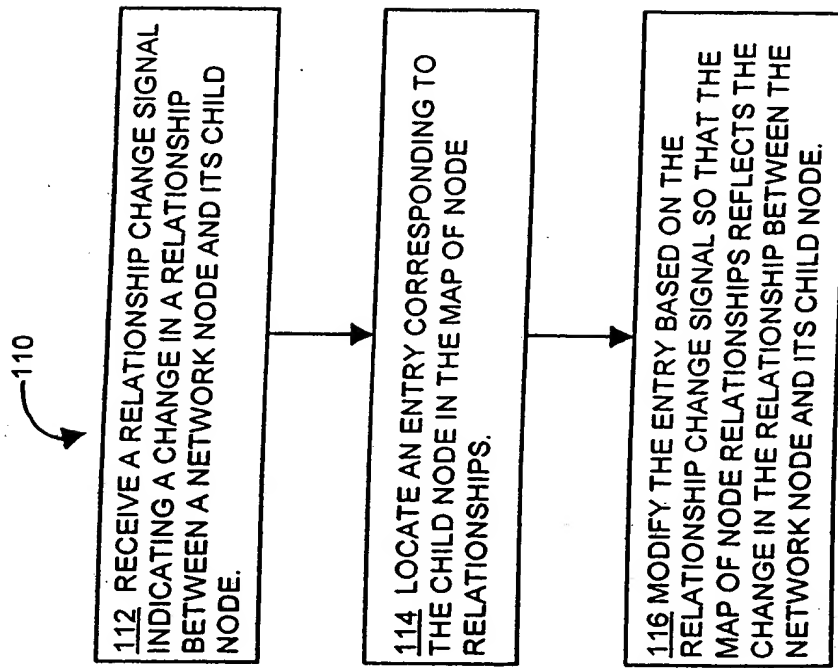 110
112 RECEIVE A RELATIONSHIP CHANGE SIGNAL
INDICATING A CHANGE IN A RELATIONSHIP
BETWEEN A NETWORK NODE AND ITS CHILD
NODE.
114 LOCATE AN ENTRY CORRESPONDING TO
THE CHILD NODE IN THE MAP OF NODE
RELATIONSHIPS.
116 MODIFY THE ENTRY BASED ON THE
RELATIONSHIP CHANGE SIGNAL SO THAT THE
MAP OF NODE RELATIONSHIPS REFLECTS THE
CHANGE IN THE RELATIONSHIP BETWEEN THE
NETWORK NODE AND ITS CHILD NODE.